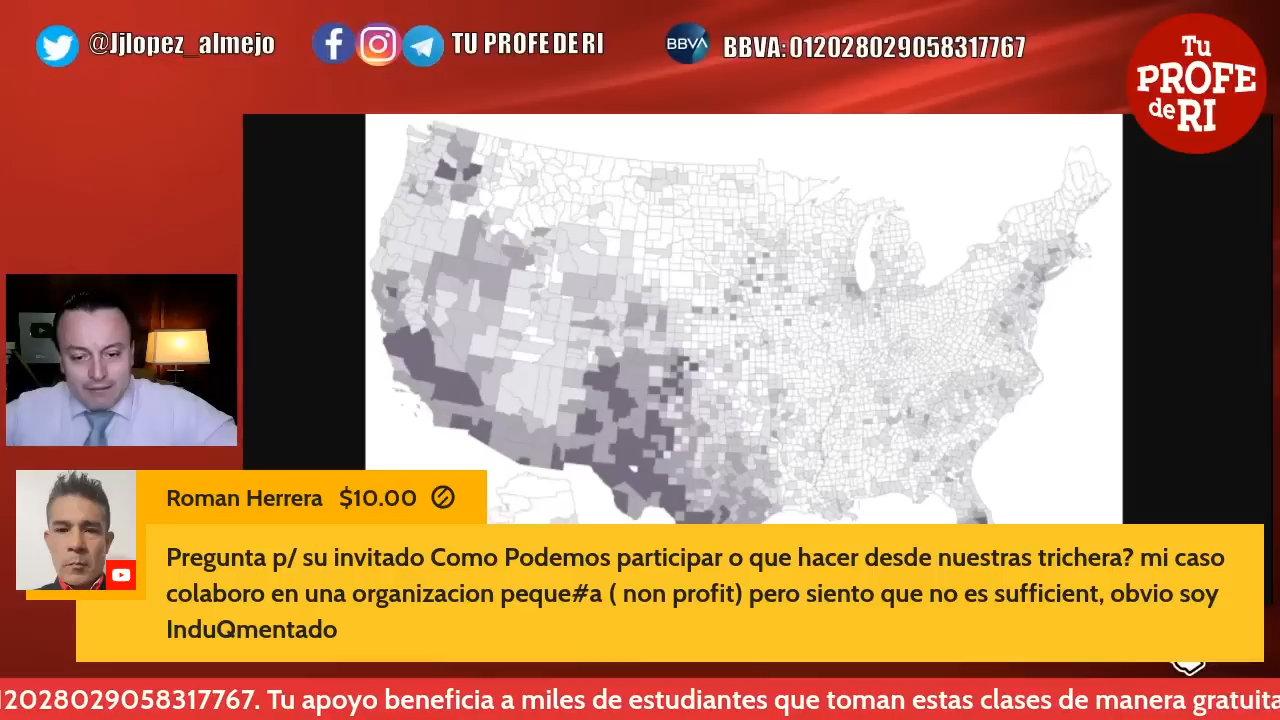 @Jjlopez_almejo
TU PROFE DE RI
BBVA
BBVA: 012028029058317767
Tu
PROFE
de RI
Roman Herrera $10.00
Pregunta p/ su invitado Como Podemos participar o que hacer desde nuestras trichera? mi caso
colaboro en una organizacion peque#a ( non profit) pero siento que no es sufficient, obvio soy
InduQmentado
12028029058317767. Tu apoyo beneficia a miles de estudiantes que toman estas clases de manera gratuita